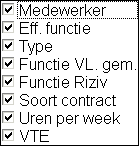 Medewerker
Eff. functie
Type
Functie VL. gem.
Functie Riziv
Soort contract
Uren per week
VTE